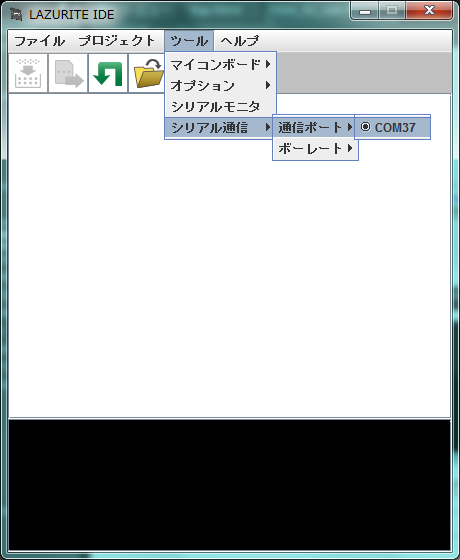 LAZURITE IDE
ファイル プロジェクト ツール ヘルプ
マイコンボード
オプション
シリアルモニタ
シリアル通信
通信ポート
COM37
ボーレート